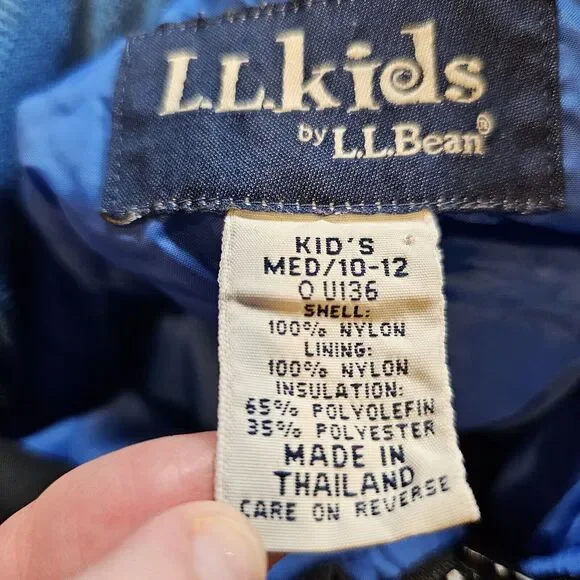 L.L.kids
by L.L.Bean®
KID'S
MED/10-12
0 U136
SHELL:
100% NYLON
LINING:
100% NYLON
INSULATION:
65% POLYOLEFIN
35% POLYESTER
MADE IN
THAILAND
CARE ON REVERSE